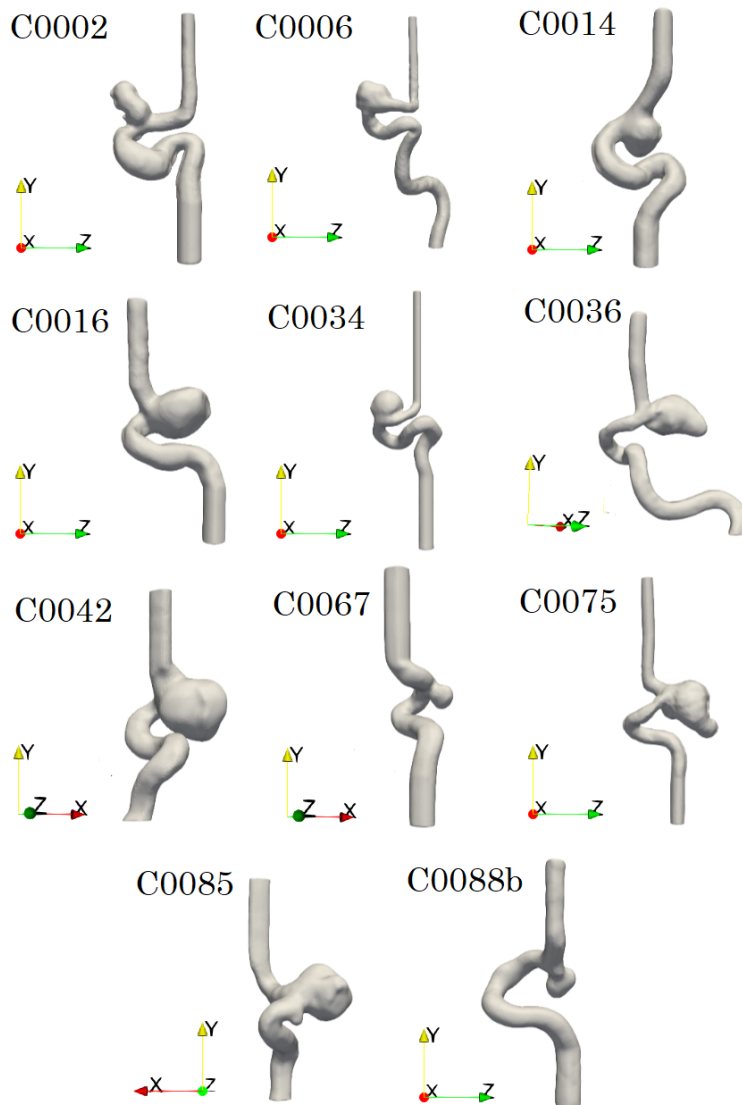 C0002
C0006
C0014
Y
X Z
Y
X Z
Y
X Z
C0016
C0034
C0036
Y
X Z
Y
X Z
Y
X Z
C0042
C0067
C0075
Y
Z X
Y
Z X
Y
X Z
C0085
C0088b
Y
X Z
Y
X Z